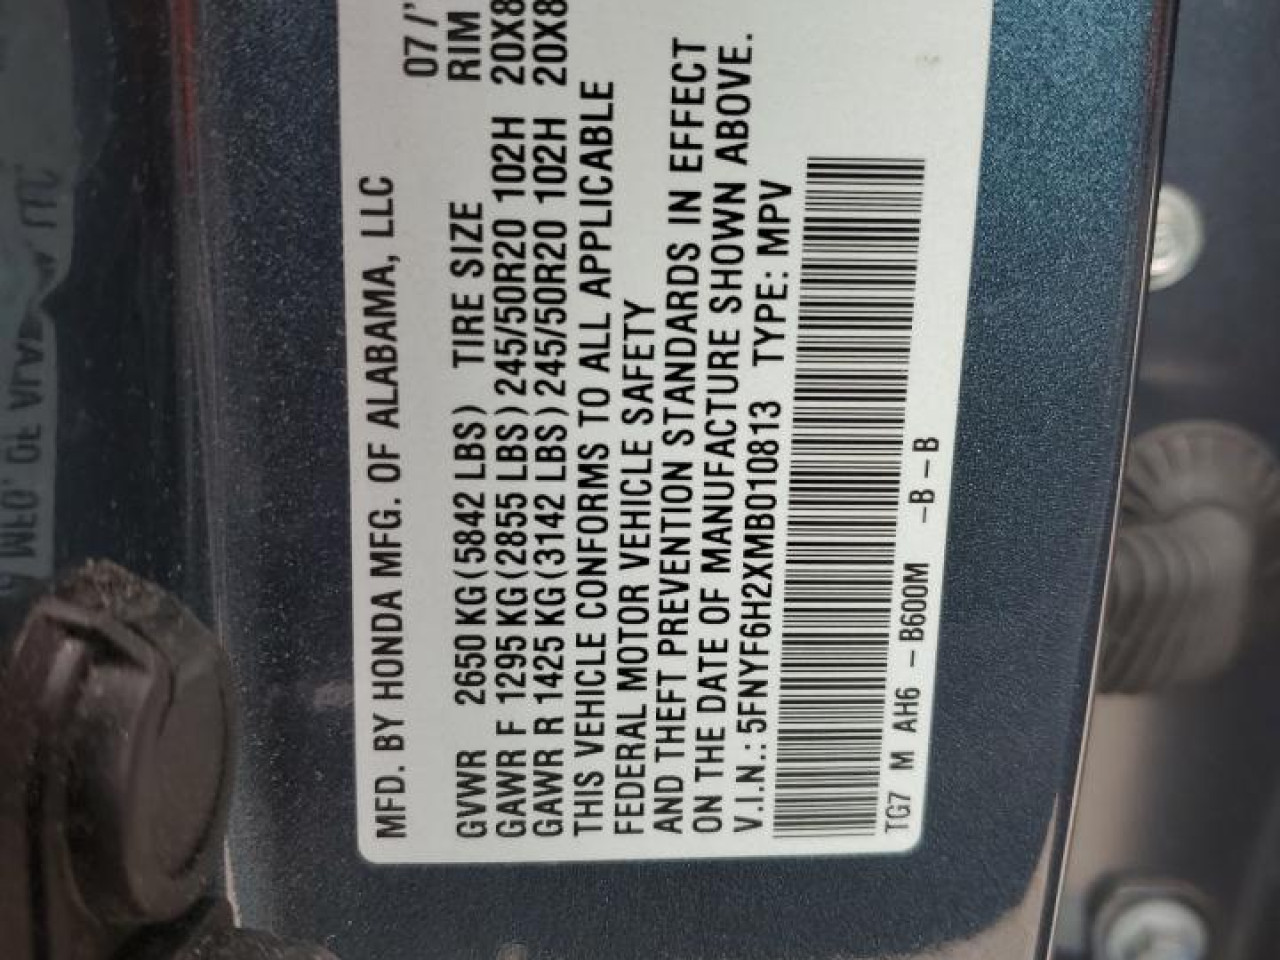 MFD. BY HONDA MFG. OF ALABAMA, LLC 07/
GVWR 2650 KG (5842 LBS) TIRE SIZE RIM
GAWR F 1295 KG (2855 LBS) 245/50R20 102H 20X8
GAWR R 1425 KG (3142 LBS) 245/50R20 102H 20X8
THIS VEHICLE CONFORMS TO ALL APPLICABLE
FEDERAL MOTOR VEHICLE SAFETY
AND THEFT PREVENTION STANDARDS IN EFFECT
ON THE DATE OF MANUFACTURE SHOWN ABOVE.
V.I.N.: 5FNYF6H2XMB010813 TYPE: MPV
TG7 M AH6 -B600M -B-B